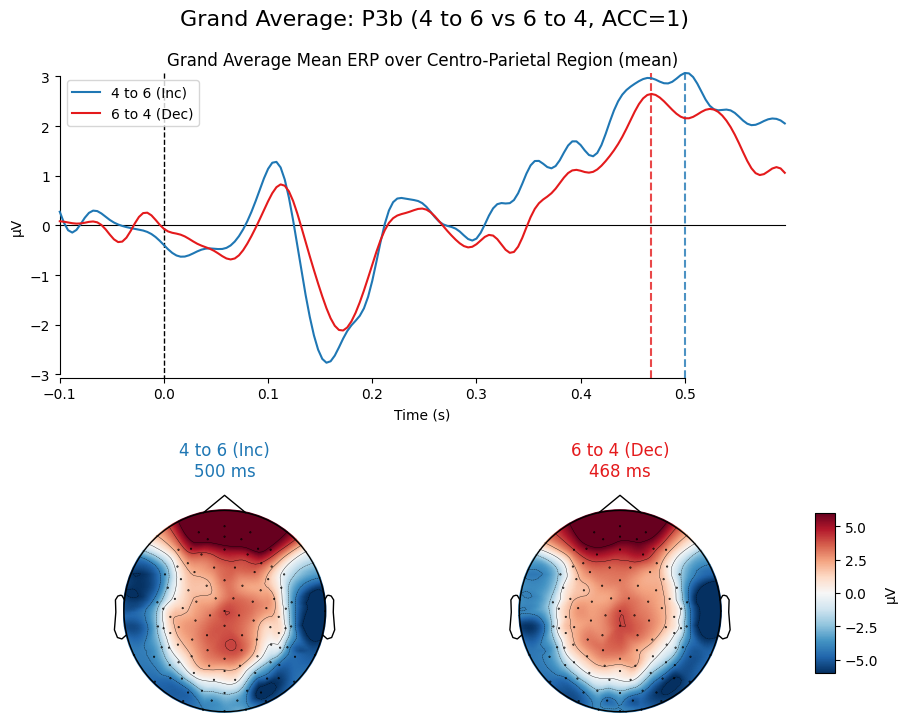 Grand Average: P3b (4 to 6 vs 6 to 4, ACC=1)
Grand Average Mean ERP over Centro-Parietal Region (mean)
4 to 6 (Inc)
6 to 4 (Dec)
3
2
1
0
−1
−2
−3
µV
−0.1
0.0
0.1
0.2
0.3
0.4
0.5
Time (s)
4 to 6 (Inc)
500 ms
6 to 4 (Dec)
468 ms
5.0
2.5
0.0
−2.5
−5.0
µV